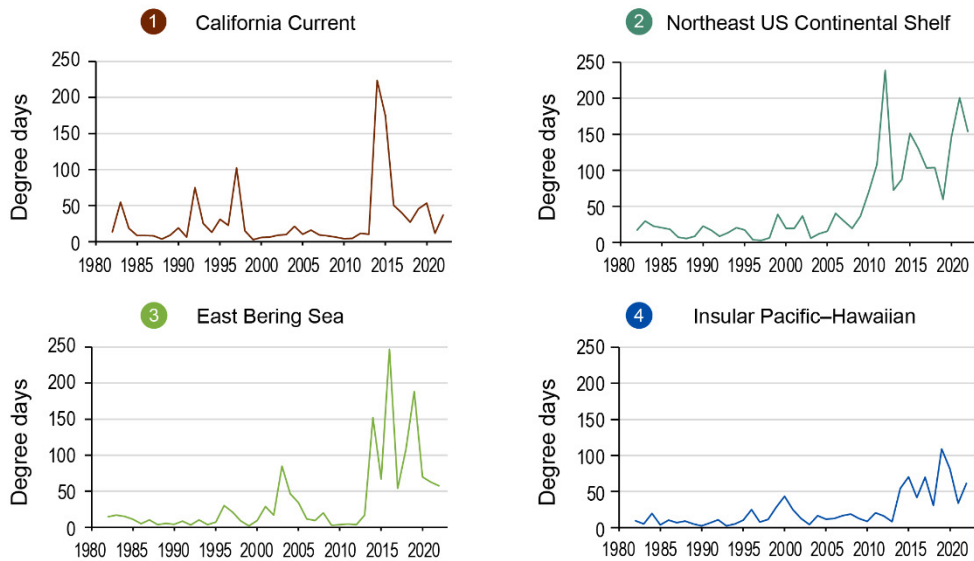 1 California Current
Degree days
250
200
150
100
50
0
1980 1985 1990 1995 2000 2005 2010 2015 2020
2 Northeast US Continental Shelf
Degree days
250
200
150
100
50
0
1980 1985 1990 1995 2000 2005 2010 2015 2020
3 East Bering Sea
Degree days
250
200
150
100
50
0
1980 1985 1990 1995 2000 2005 2010 2015 2020
4 Insular Pacific–Hawaiian
Degree days
250
200
150
100
50
0
1980 1985 1990 1995 2000 2005 2010 2015 2020